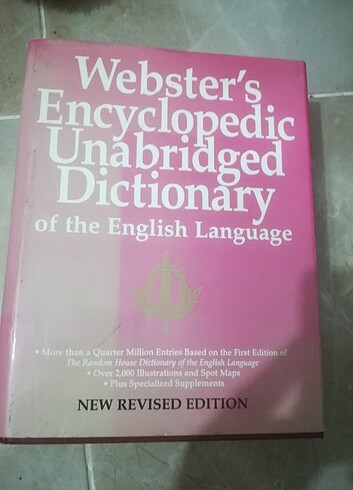 Webster's
Encyclopedic
Unabridged
Dictionary
of the English Language
• More than a Quarter Million Entries Based on the First Edition of
The Random House Dictionary of the English Language
• Over 2,000 Illustrations and Spot Maps
• Plus Specialized Supplements
NEW REVISED EDITION